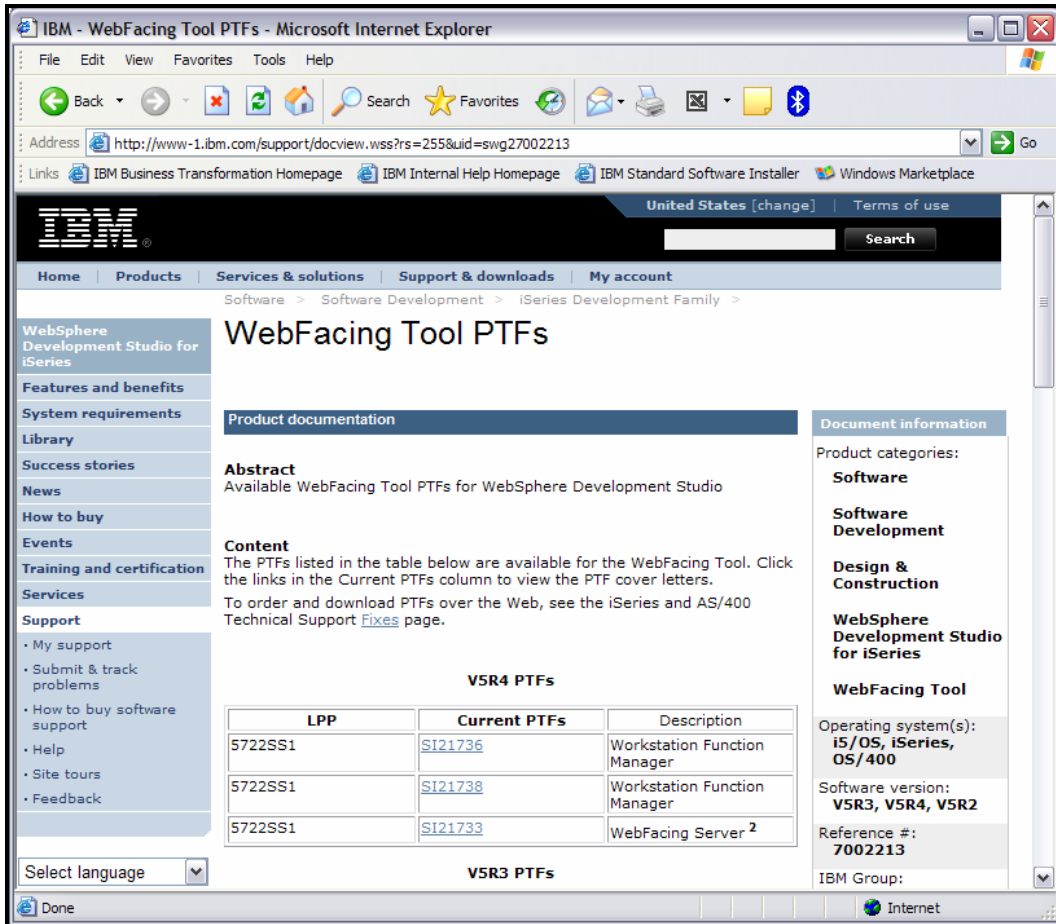 IBM - WebFacing Tool PTFs - Microsoft Internet Explorer
File Edit View Favorites Tools Help
Back Search Favorites
Address http://www-1.ibm.com/support/docview.wss?rs=255&uid=swg27002213 Go
Links IBM Business Transformation Homepage IBM Internal Help Homepage IBM Standard Software Installer Windows Marketplace
United States [change] | Terms of use
IBM ®
Search
Home | Products | Services & solutions | Support & downloads | My account
Software > Software Development > iSeries Development Family >
WebSphere
Development Studio for
iSeries
Features and benefits
System requirements
Library
Success stories
News
How to buy
Events
Training and certification
Services
Support
• My support
• Submit & track
problems
• How to buy software
support
• Help
• Site tours
• Feedback
Select language
WebFacing Tool PTFs
Product documentation
Abstract
Available WebFacing Tool PTFs for WebSphere Development Studio
Content
The PTFs listed in the table below are available for the WebFacing Tool. Click
the links in the Current PTFs column to view the PTF cover letters.
To order and download PTFs over the Web, see the iSeries and AS/400
Technical Support Fixes page.
V5R4 PTFs
LPP Current PTFs Description
5722SS1 SI21736 Workstation Function
Manager
5722SS1 SI21738 Workstation Function
Manager
5722SS1 SI21733 WebFacing Server 2
V5R3 PTFs
Document information
Product categories:
Software
Software
Development
Design &
Construction
WebSphere
Development Studio
for iSeries
WebFacing Tool
Operating system(s):
i5/OS, iSeries,
OS/400
Software version:
V5R3, V5R4, V5R2
Reference #:
7002213
IBM Group:
Done Internet